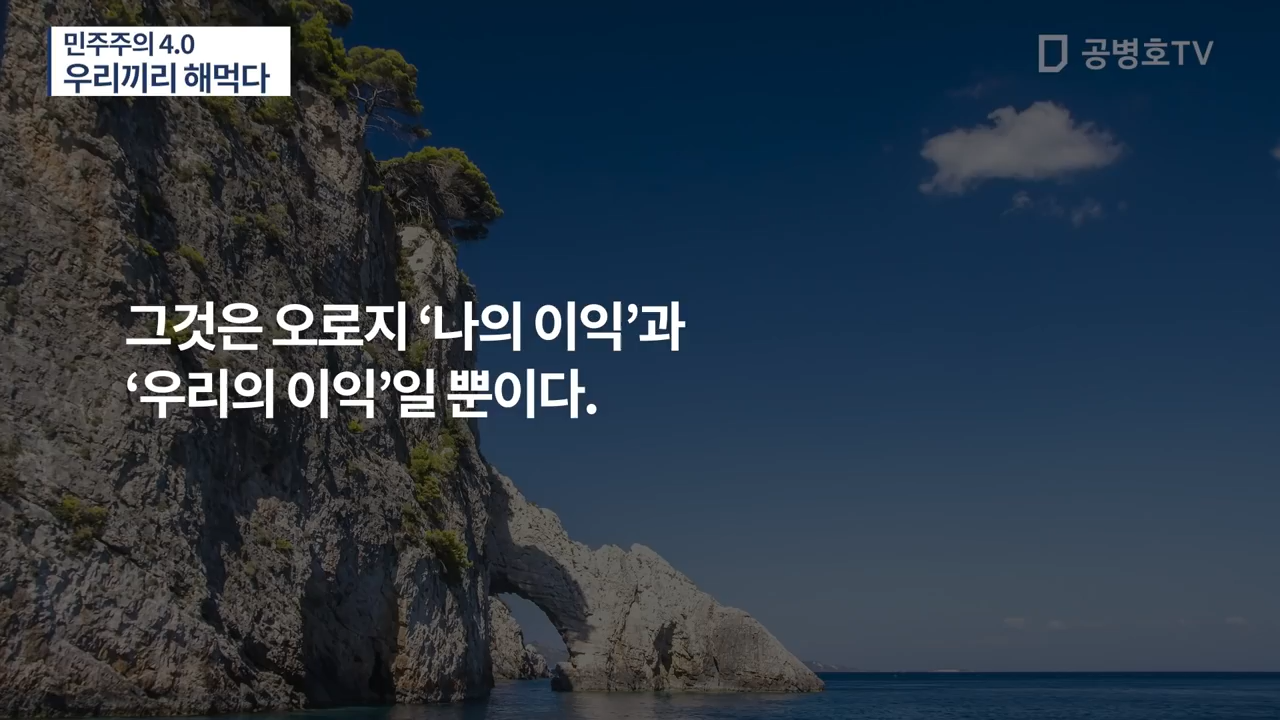 민주주의 4.0
우리끼리 해먹다
공병호TV
그것은 오로지 ‘나의 이익’과
‘우리의 이익’일 뿐이다.